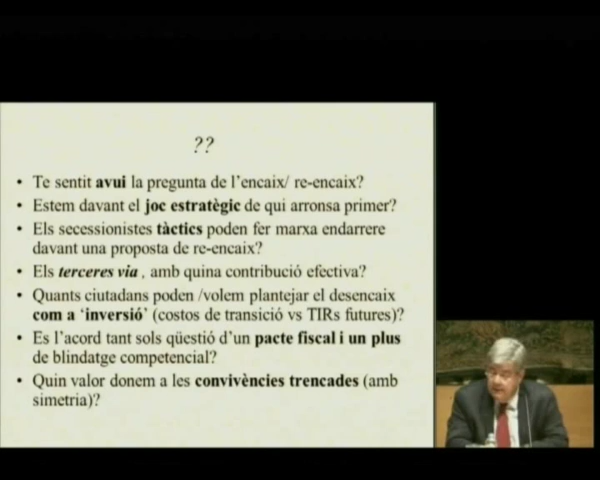 ??
• Te sentit avui la pregunta de l'encaix/ re-encaix?
• Estem davant el joc estratègic de qui arronsa primer?
• Els secessionistes tàctics poden fer marxa endarrere
davant una proposta de re-encaix?
• Els terceres via , amb quina contribució efectiva?
• Quants ciutadans poden /volem plantejar el desencaix
com a 'inversió' (costos de transició vs TIRs futures)?
• Es l'acord tant sols qüestió d'un pacte fiscal i un plus
de blindatge competencial?
• Quin valor donem a les convivències trencades (amb
simetria)?